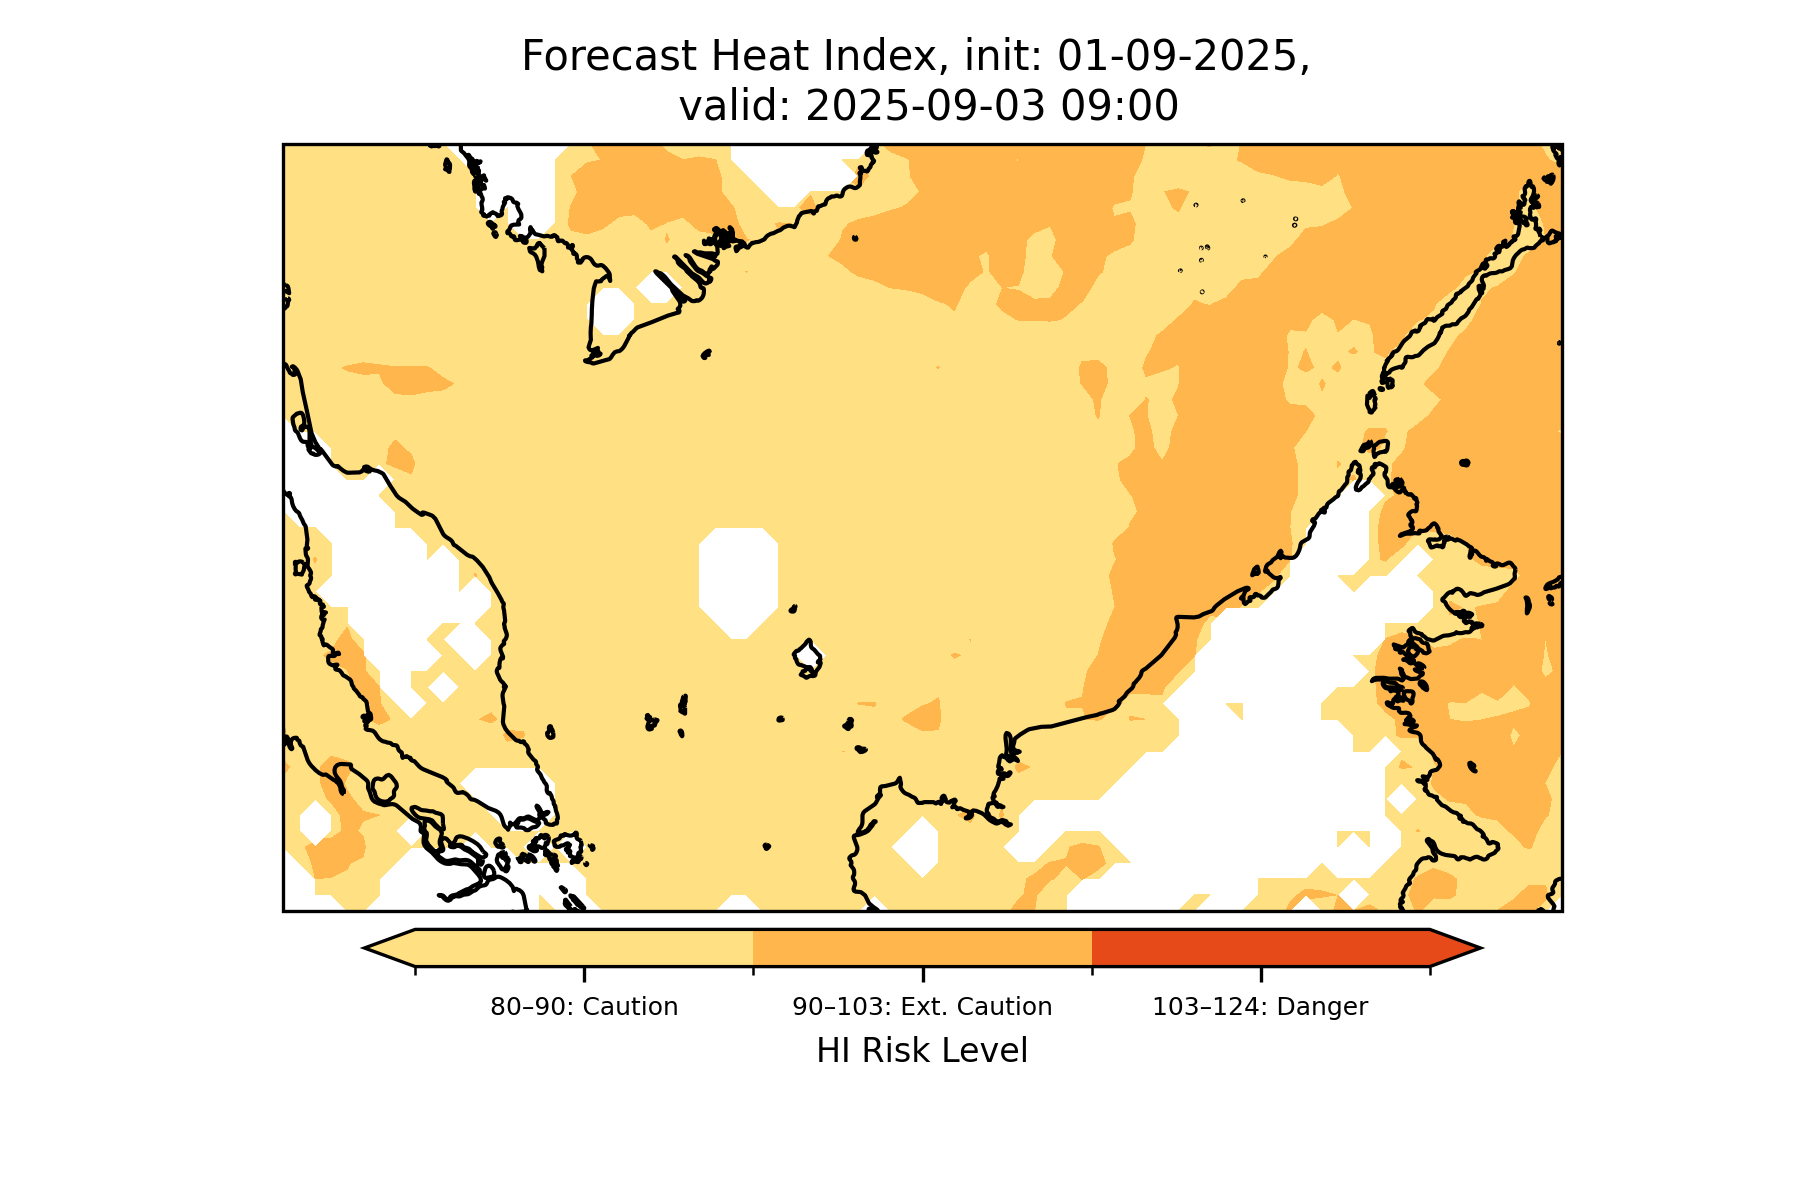 Forecast Heat Index, init: 01-09-2025,
valid: 2025-09-03 09:00
80–90: Caution
90–103: Ext. Caution
103–124: Danger
HI Risk Level